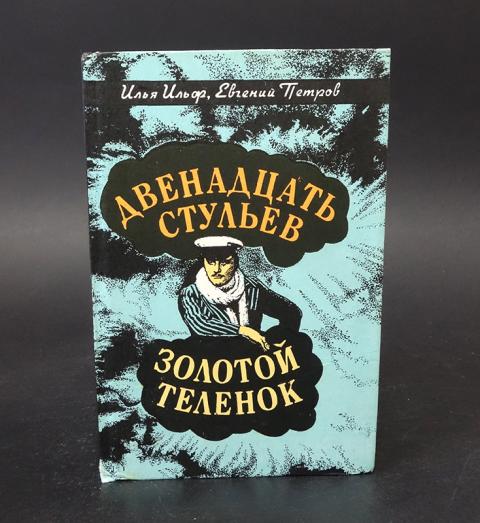 Илья Ильф, Евгений Петров
ДВЕНАДЦАТЬ
СТУЛЬЕВ
ЗОЛОТОЙ
ТЕЛЕНОК